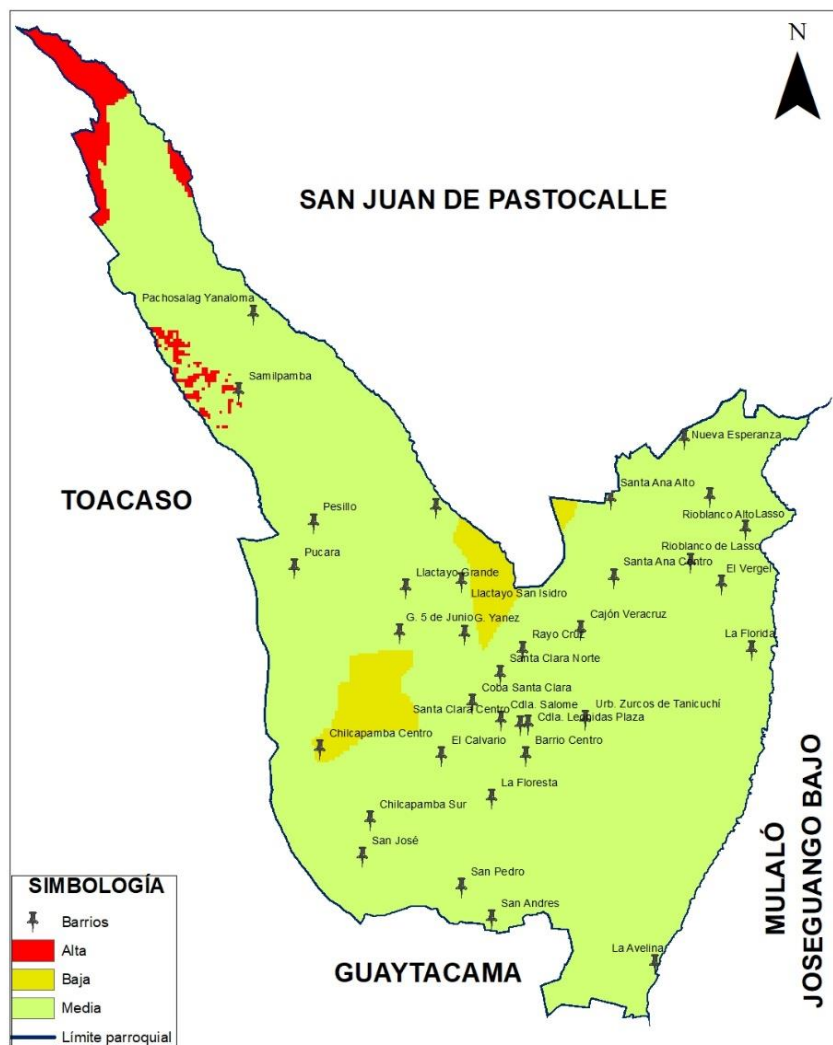 N
SAN JUAN DE PASTOCALLE
Pachosalag Yanaloma
Samilpamba
Nueva Esperanza
TOACASO
Santa Ana Alto
Pesillo
Rioblanco Alto
Lasso
Pucara
Rioblanco de Lasso
Santa Ana Centro
El Vergel
Llactayo Grande
Llactayo San Isidro
G. 5 de Junio
G. Yanez
Cajón Veracruz
Rayo Cruz
La Florida
Santa Clara Norte
Coba Santa Clara
Santa Clara Centro
Cdla. Salome
Urb. Zurcos de Tanicuchí
Cdla. Leonidas Plaza
Chilcapamba Centro
El Calvario
Barrio Centro
La Floresta
Chilcapamba Sur
San José
MULALÓ
JOSEGUANGO BAJO
San Pedro
San Andres
La Avelina
GUAYTACAMA
SIMBOLOGÍA
Barrios
Alta
Baja
Media
Límite parroquial